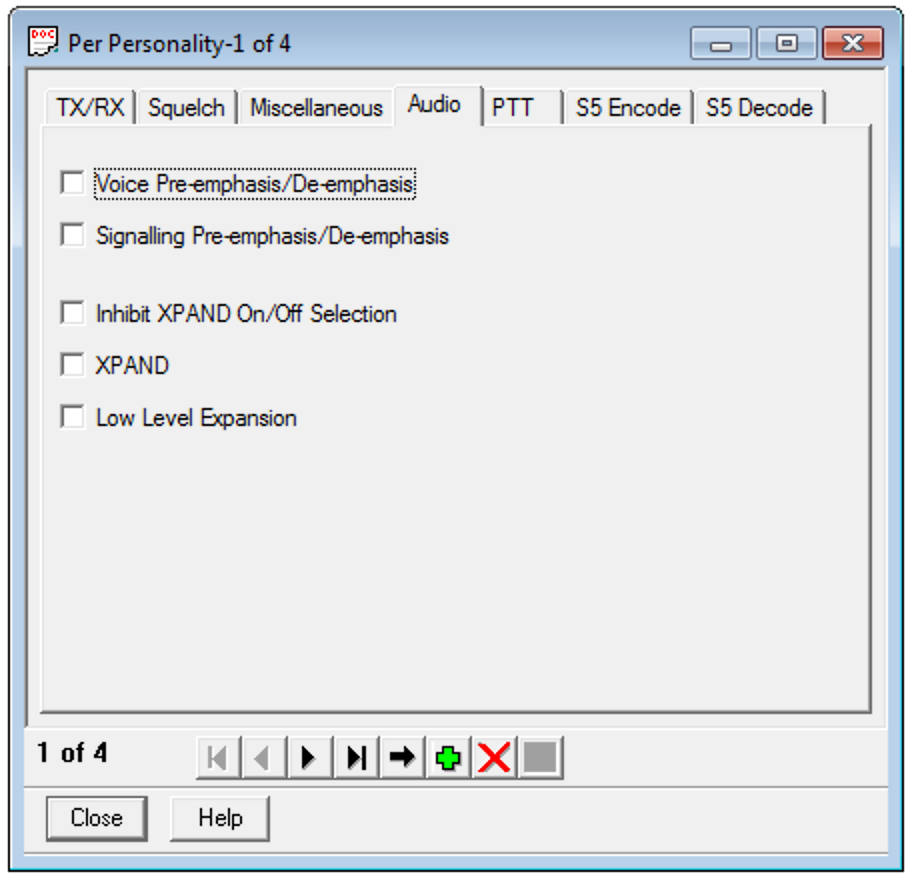 DOC
Per Personality-1 of 4
TX/RX Squelch Miscellaneous Audio PTT S5 Encode S5 Decode
Voice Pre-emphasis/De-emphasis
Signalling Pre-emphasis/De-emphasis
Inhibit XPAND On/Off Selection
XPAND
Low Level Expansion
1 of 4
Close Help